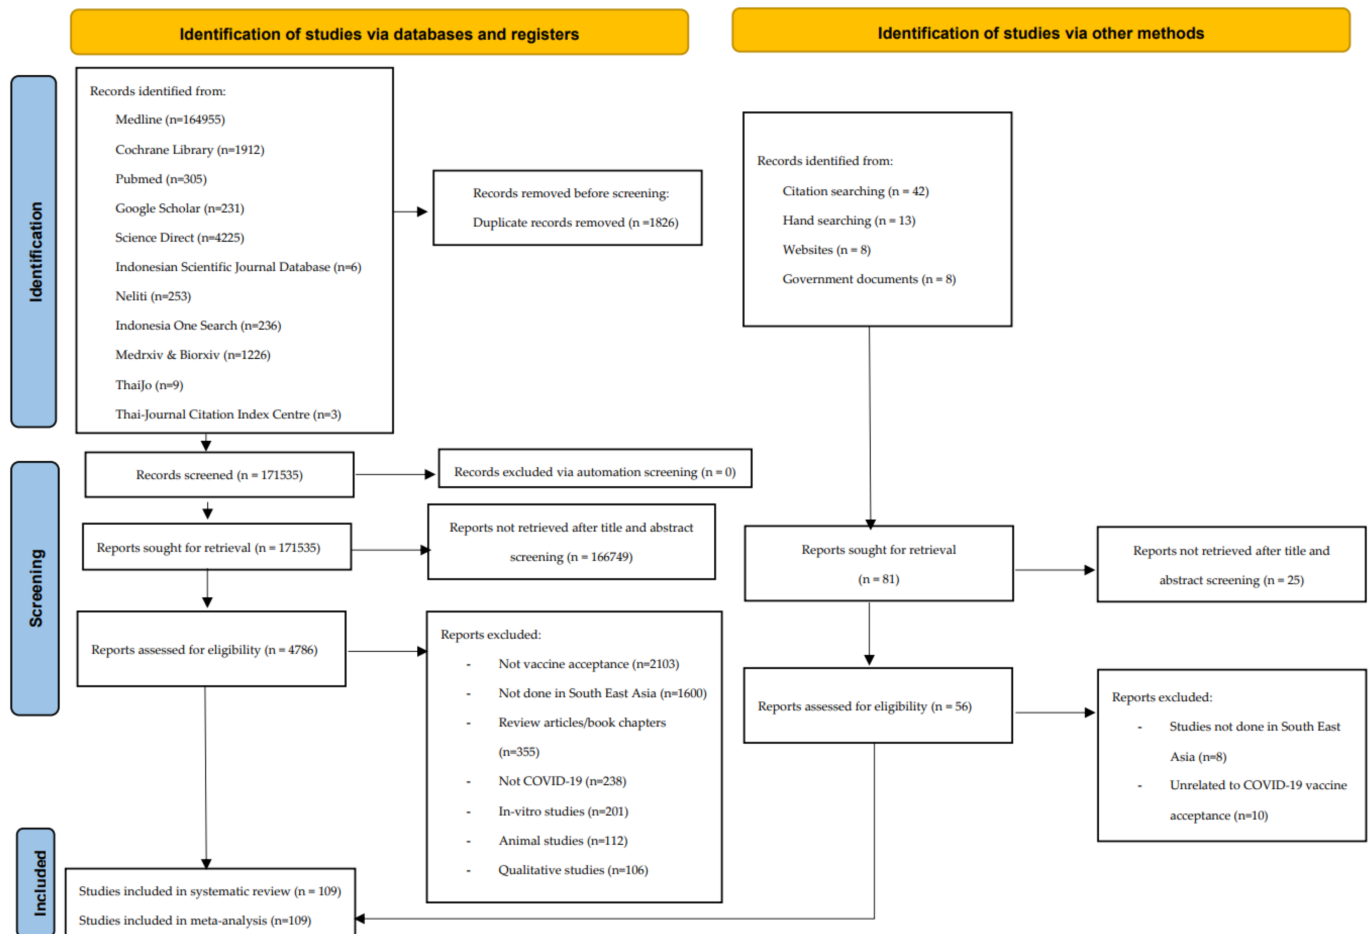 Identification of studies via databases and registers
Identification of studies via other methods
Identification
Records identified from:
Medline (n=164955)
Cochrane Library (n=1912)
Pubmed (n=305)
Google Scholar (n=231)
Science Direct (n=4225)
Indonesian Scientific Journal Database (n=6)
Neliti (n=253)
Indonesia One Search (n=236)
Medrxiv & Biorxiv (n=1226)
ThaiJo (n=9)
Thai-Journal Citation Index Centre (n=3)
Records removed before screening:
Duplicate records removed (n =1826)
Records identified from:
Citation searching (n = 42)
Hand searching (n = 13)
Websites (n = 8)
Government documents (n = 8)
Screening
Records screened (n = 171535)
Records excluded via automation screening (n = 0)
Reports sought for retrieval (n = 171535)
Reports not retrieved after title and abstract
screening (n = 166749)
Reports sought for retrieval
(n = 81)
Reports not retrieved after title and
abstract screening (n = 25)
Reports assessed for eligibility (n = 4786)
Reports excluded:
- Not vaccine acceptance (n=2103)
- Not done in South East Asia (n=1600)
- Review articles/book chapters
(n=355)
- Not COVID-19 (n=238)
- In-vitro studies (n=201)
- Animal studies (n=112)
- Qualitative studies (n=106)
Reports assessed for eligibility (n = 56)
Reports excluded:
- Studies not done in South East
Asia (n=8)
- Unrelated to COVID-19 vaccine
acceptance (n=10)
Included
Studies included in systematic review (n = 109)
Studies included in meta-analysis (n=109)